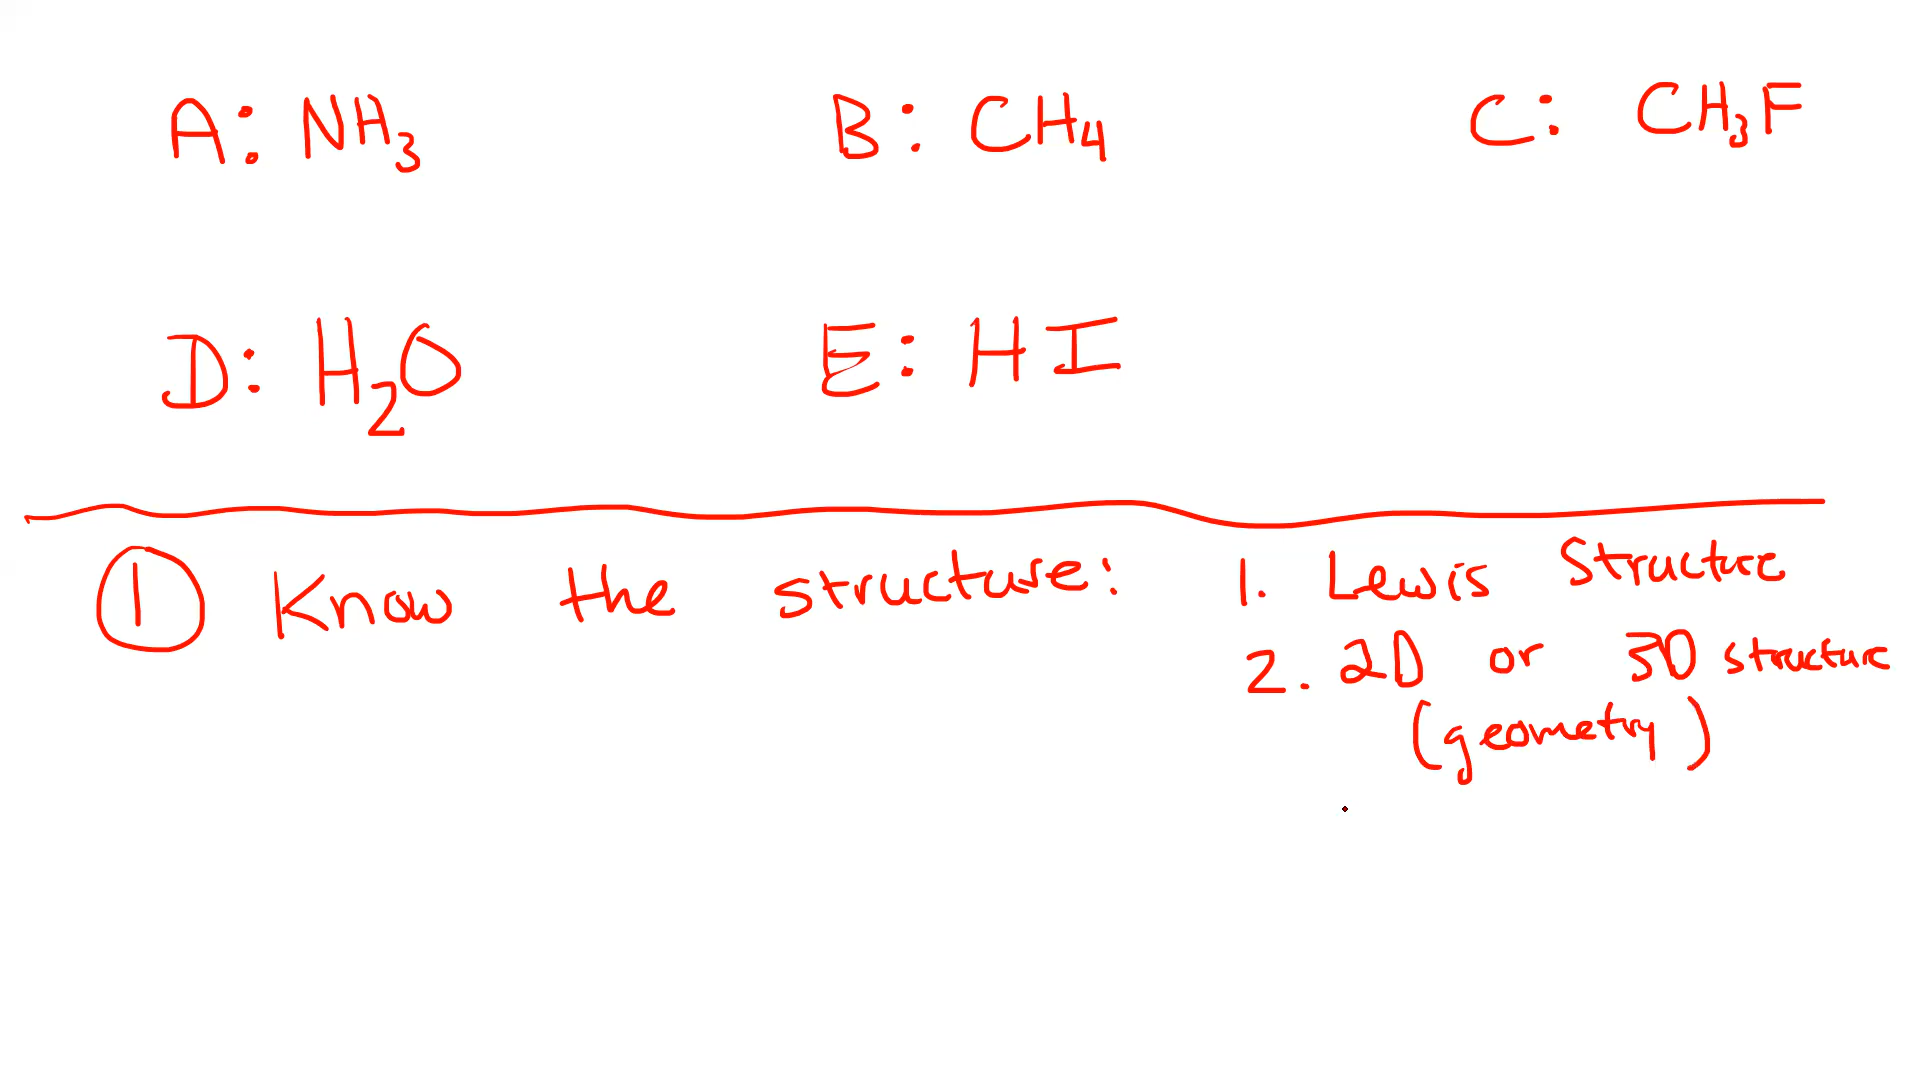 A: NH₃ B: CH₄ C: CH₃F
D: H₂O E: HI
① Know the structure: 1. Lewis Structure
2. 2D or 3D structure
(geometry)